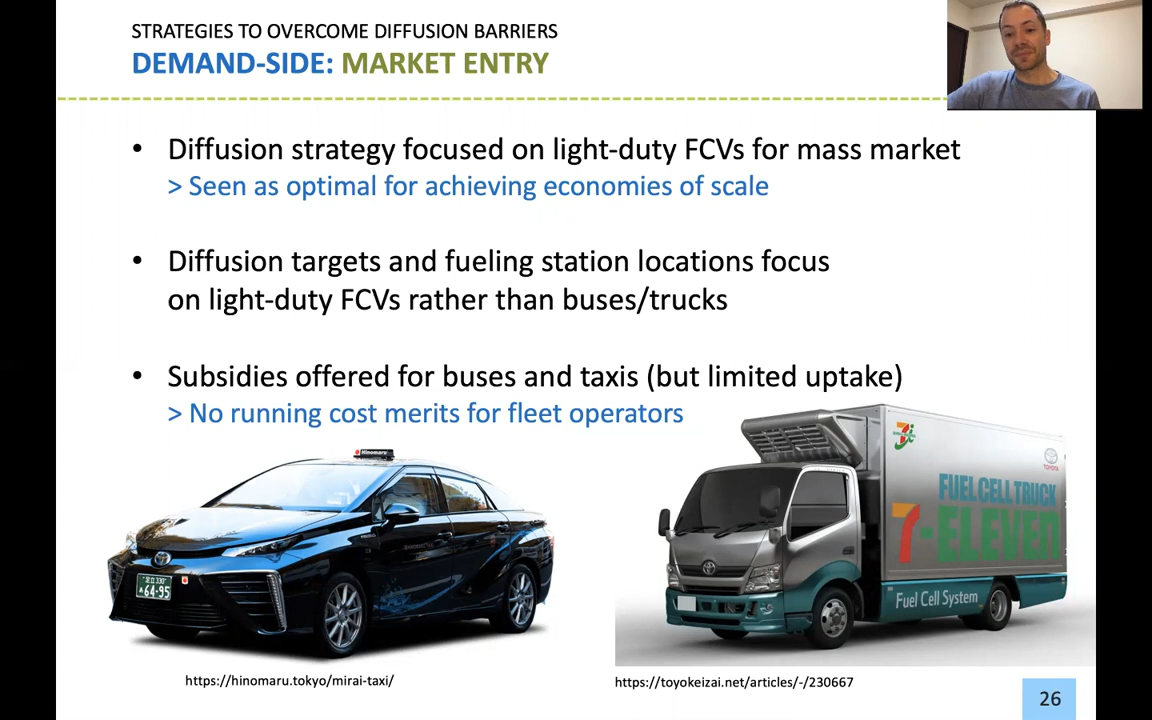 STRATEGIES TO OVERCOME DIFFUSION BARRIERS
DEMAND-SIDE: MARKET ENTRY
• Diffusion strategy focused on light-duty FCVs for mass market
> Seen as optimal for achieving economies of scale
• Diffusion targets and fueling station locations focus
on light-duty FCVs rather than buses/trucks
• Subsidies offered for buses and taxis (but limited uptake)
> No running cost merits for fleet operators
Hinomaru
64-95
TOYOTA
FUEL CELL TRUCK
7-ELEVEN
Fuel Cell System
https://hinomaru.tokyo/mirai-taxi/
https://toyokeizai.net/articles/-/230667
26